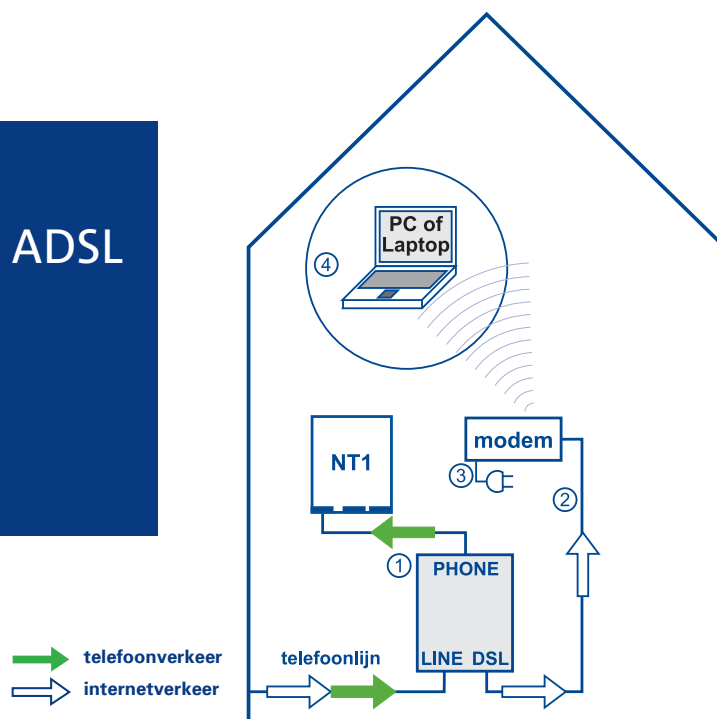 ADSL
PC of
Laptop
4
modem
NT1
3
2
1
PHONE
telefoonverkeer
telefoonlijn
LINE DSL
internetverkeer